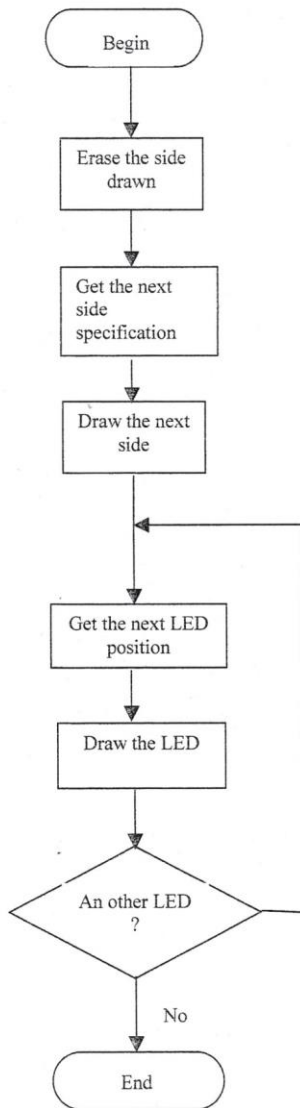 Begin
Erase the side
drawn
Get the next
side
specification
Draw the next
side
Get the next LED
position
Draw the LED
An other LED
?
No
End